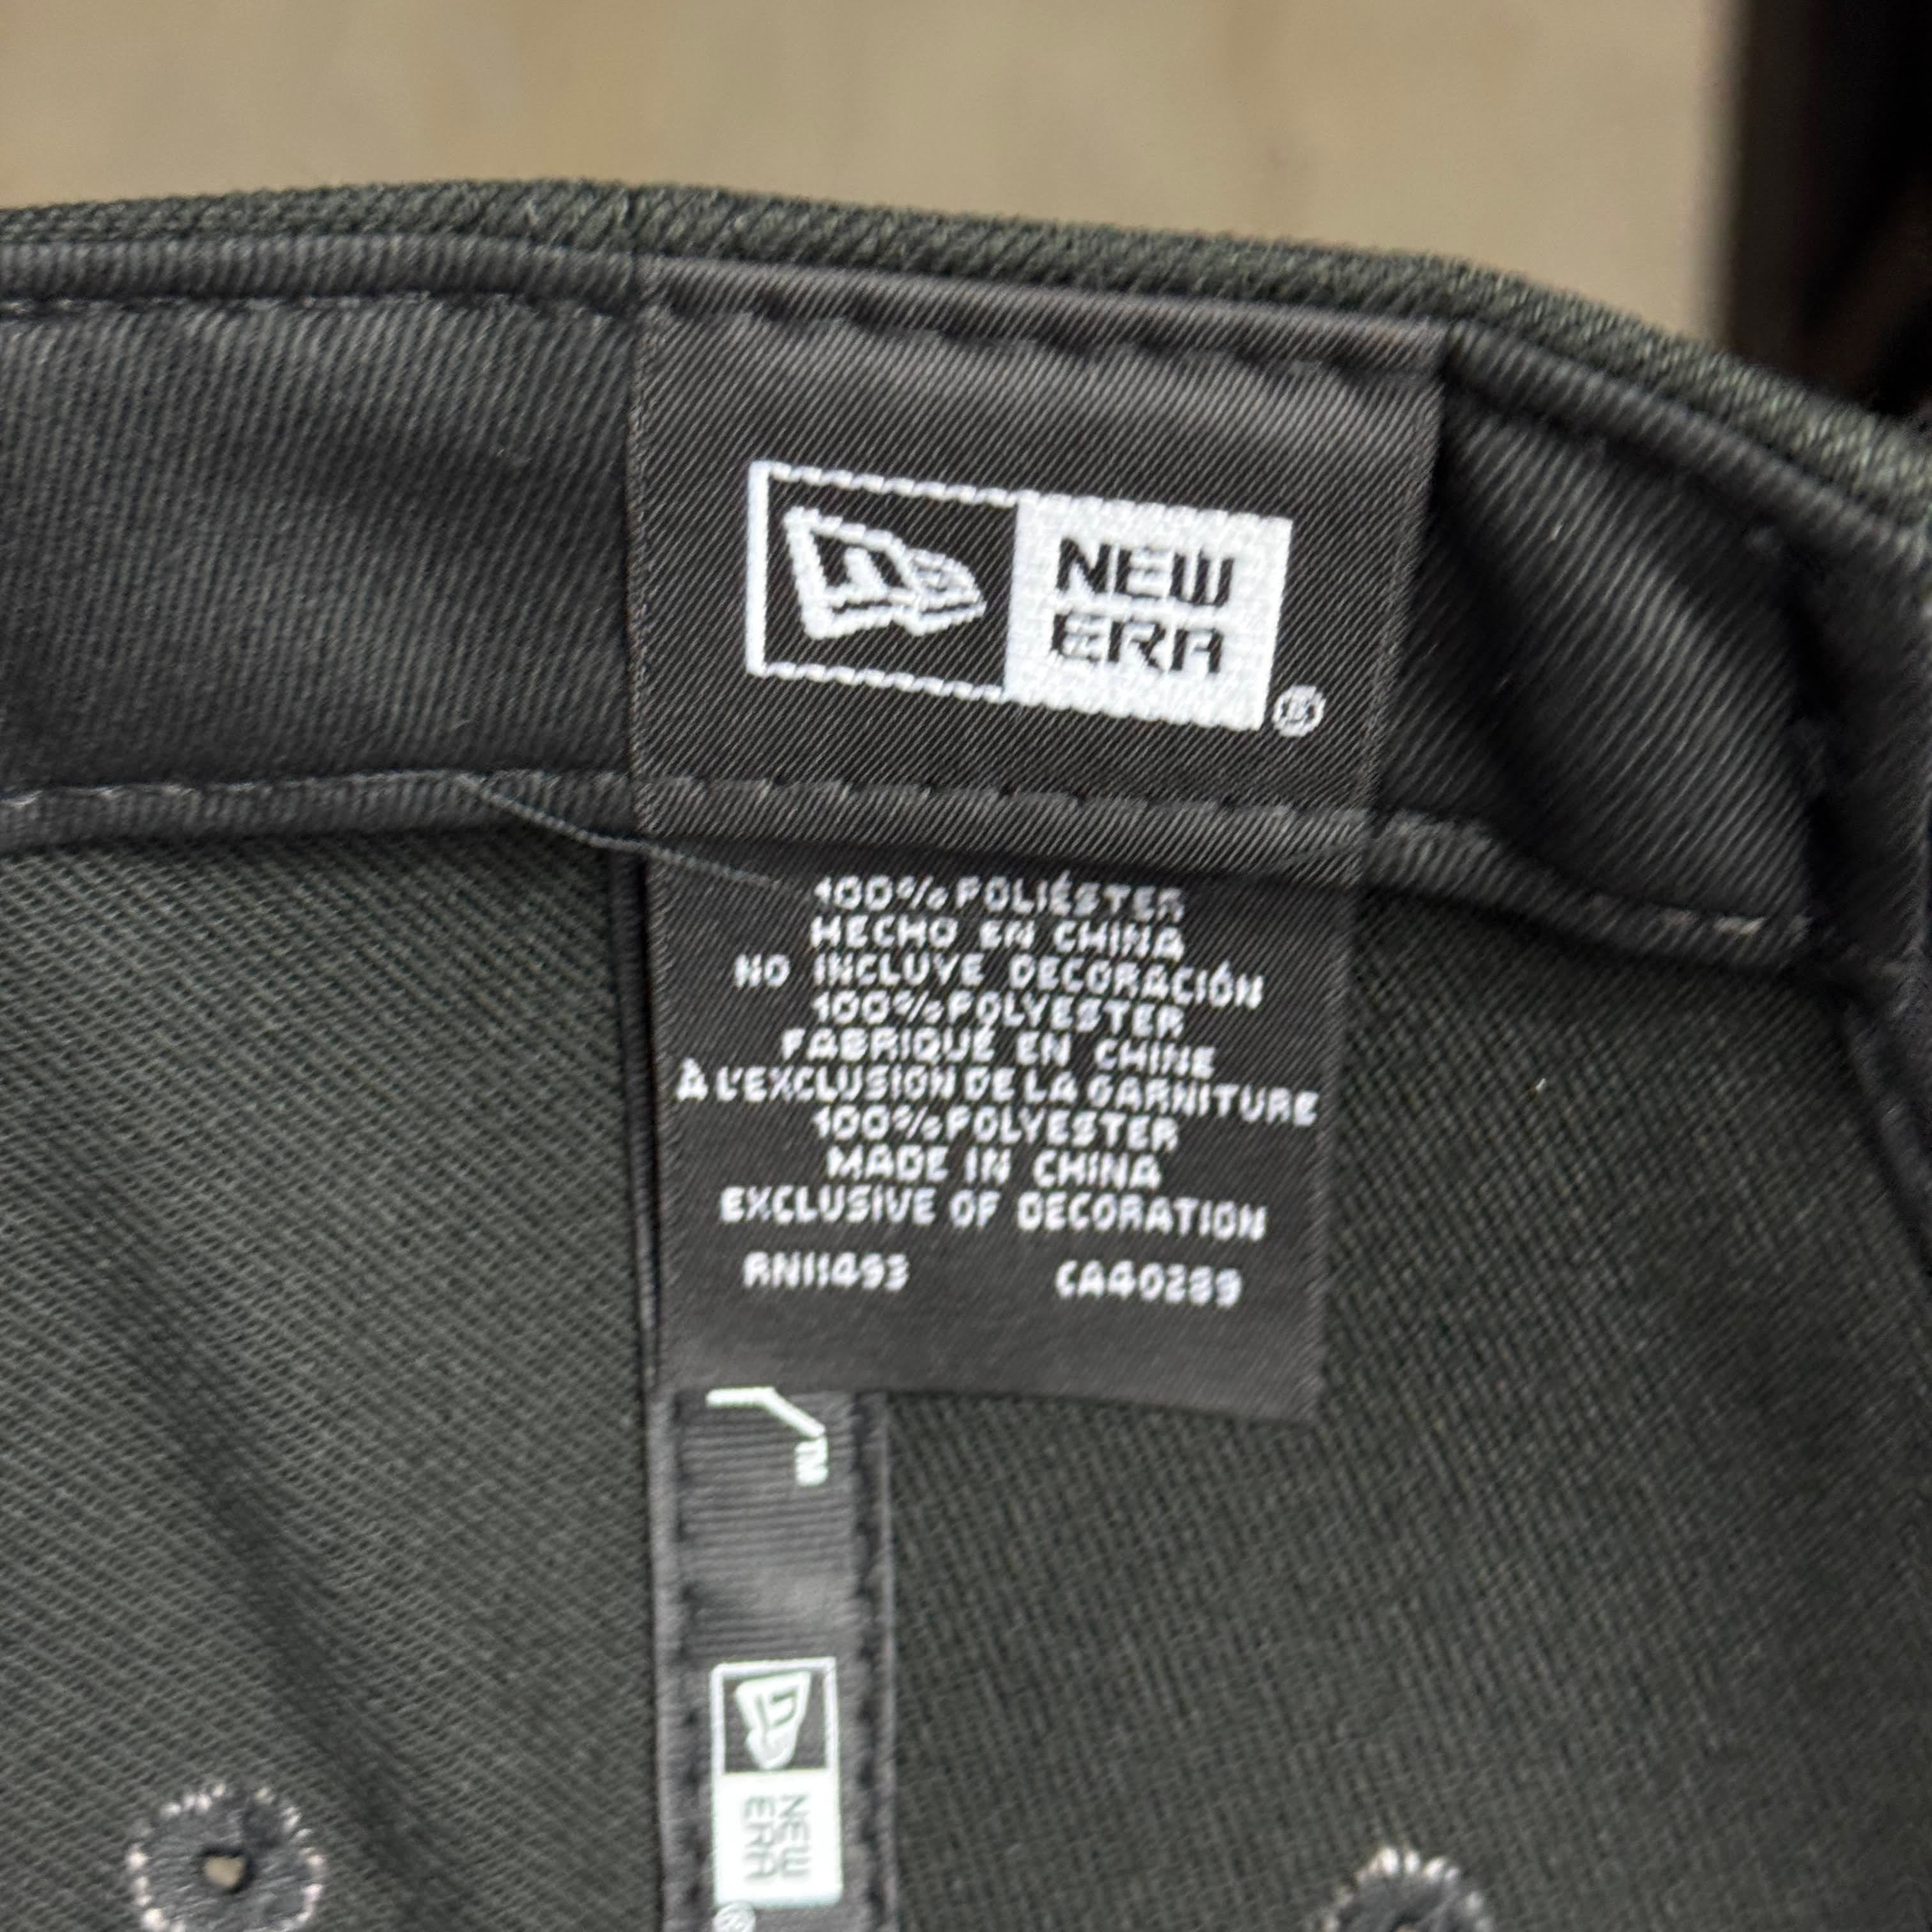 NEW
ERA
®
100% POLIÉSTER
HECHO EN CHINA
NO INCLUYE DECORACIÓN
100% POLYESTER
FABRIQUÉ EN CHINE
À L'EXCLUSION DE LA GARNITURE
100% POLYESTER
MADE IN CHINA
EXCLUSIVE OF DECORATION
RN11493 CA40289
TM
NEW
ERA
®